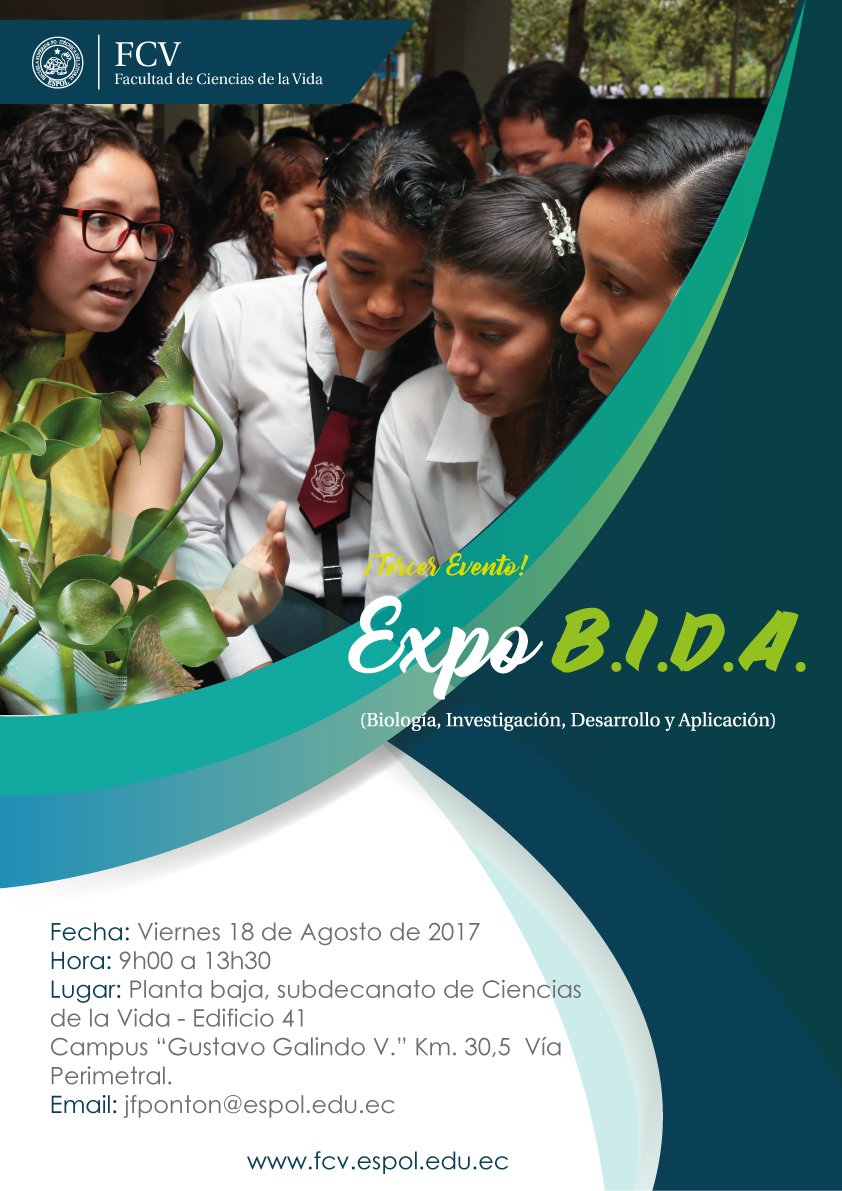 FCV
Facultad de Ciencias de la Vida
ESPOL
¡Tercer Evento!
Expo B.I.D.A.
(Biología, Investigación, Desarrollo y Aplicación)
Fecha: Viernes 18 de Agosto de 2017
Hora: 9h00 a 13h30
Lugar: Planta baja, subdecanato de Ciencias
de la Vida - Edificio 41
Campus “Gustavo Galindo V.” Km. 30,5 Vía
Perimetral.
Email: jfponton@espol.edu.ec
www.fcv.espol.edu.ec